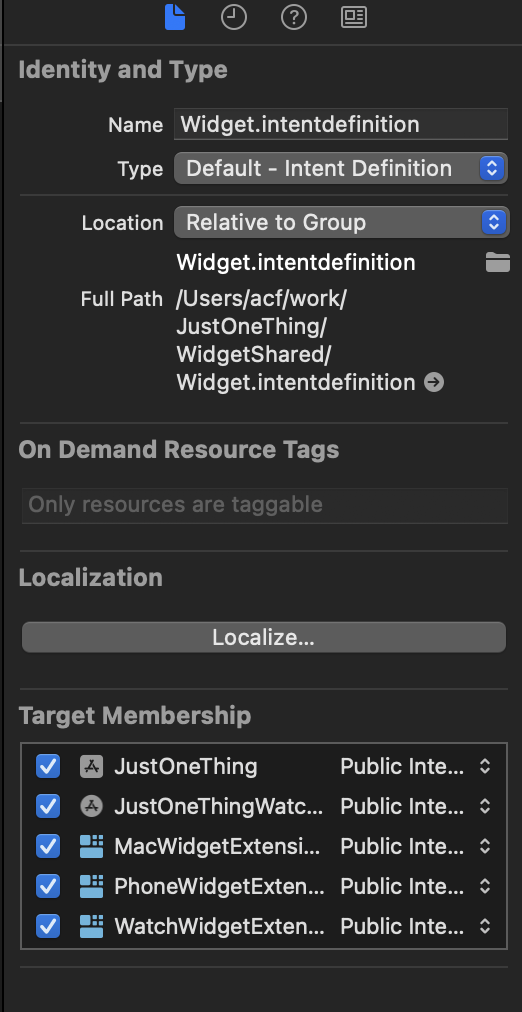 Identity and Type
Name Widget.intentdefinition
Type Default - Intent Definition
Location Relative to Group
Widget.intentdefinition
Full Path /Users/acf/work/
JustOneThing/
WidgetShared/
Widget.intentdefinition
On Demand Resource Tags
Only resources are taggable
Localization
Localize...
Target Membership
JustOneThing Public Inte...
JustOneThingWatc... Public Inte...
MacWidgetExtensi... Public Inte...
PhoneWidgetExten... Public Inte...
WatchWidgetExten... Public Inte...